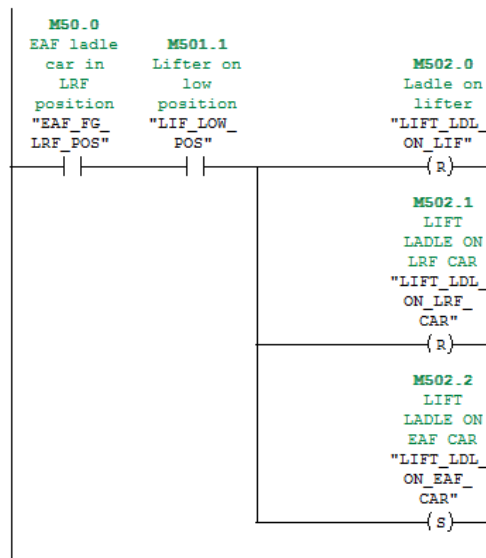 M50.0
EAF ladle
car in
LRF
position
"EAF_FG_
LRF_POS"
M501.1
Lifter on
low
position
"LIF_LOW_
POS"
M502.0
Ladle on
lifter
"LIFT_LDL_
ON_LIF"
R
M502.1
LIFT
LADLE ON
LRF CAR
"LIFT_LDL_
ON_LRF_
CAR"
R
M502.2
LIFT
LADLE ON
EAF CAR
"LIFT_LDL_
ON_EAF_
CAR"
S